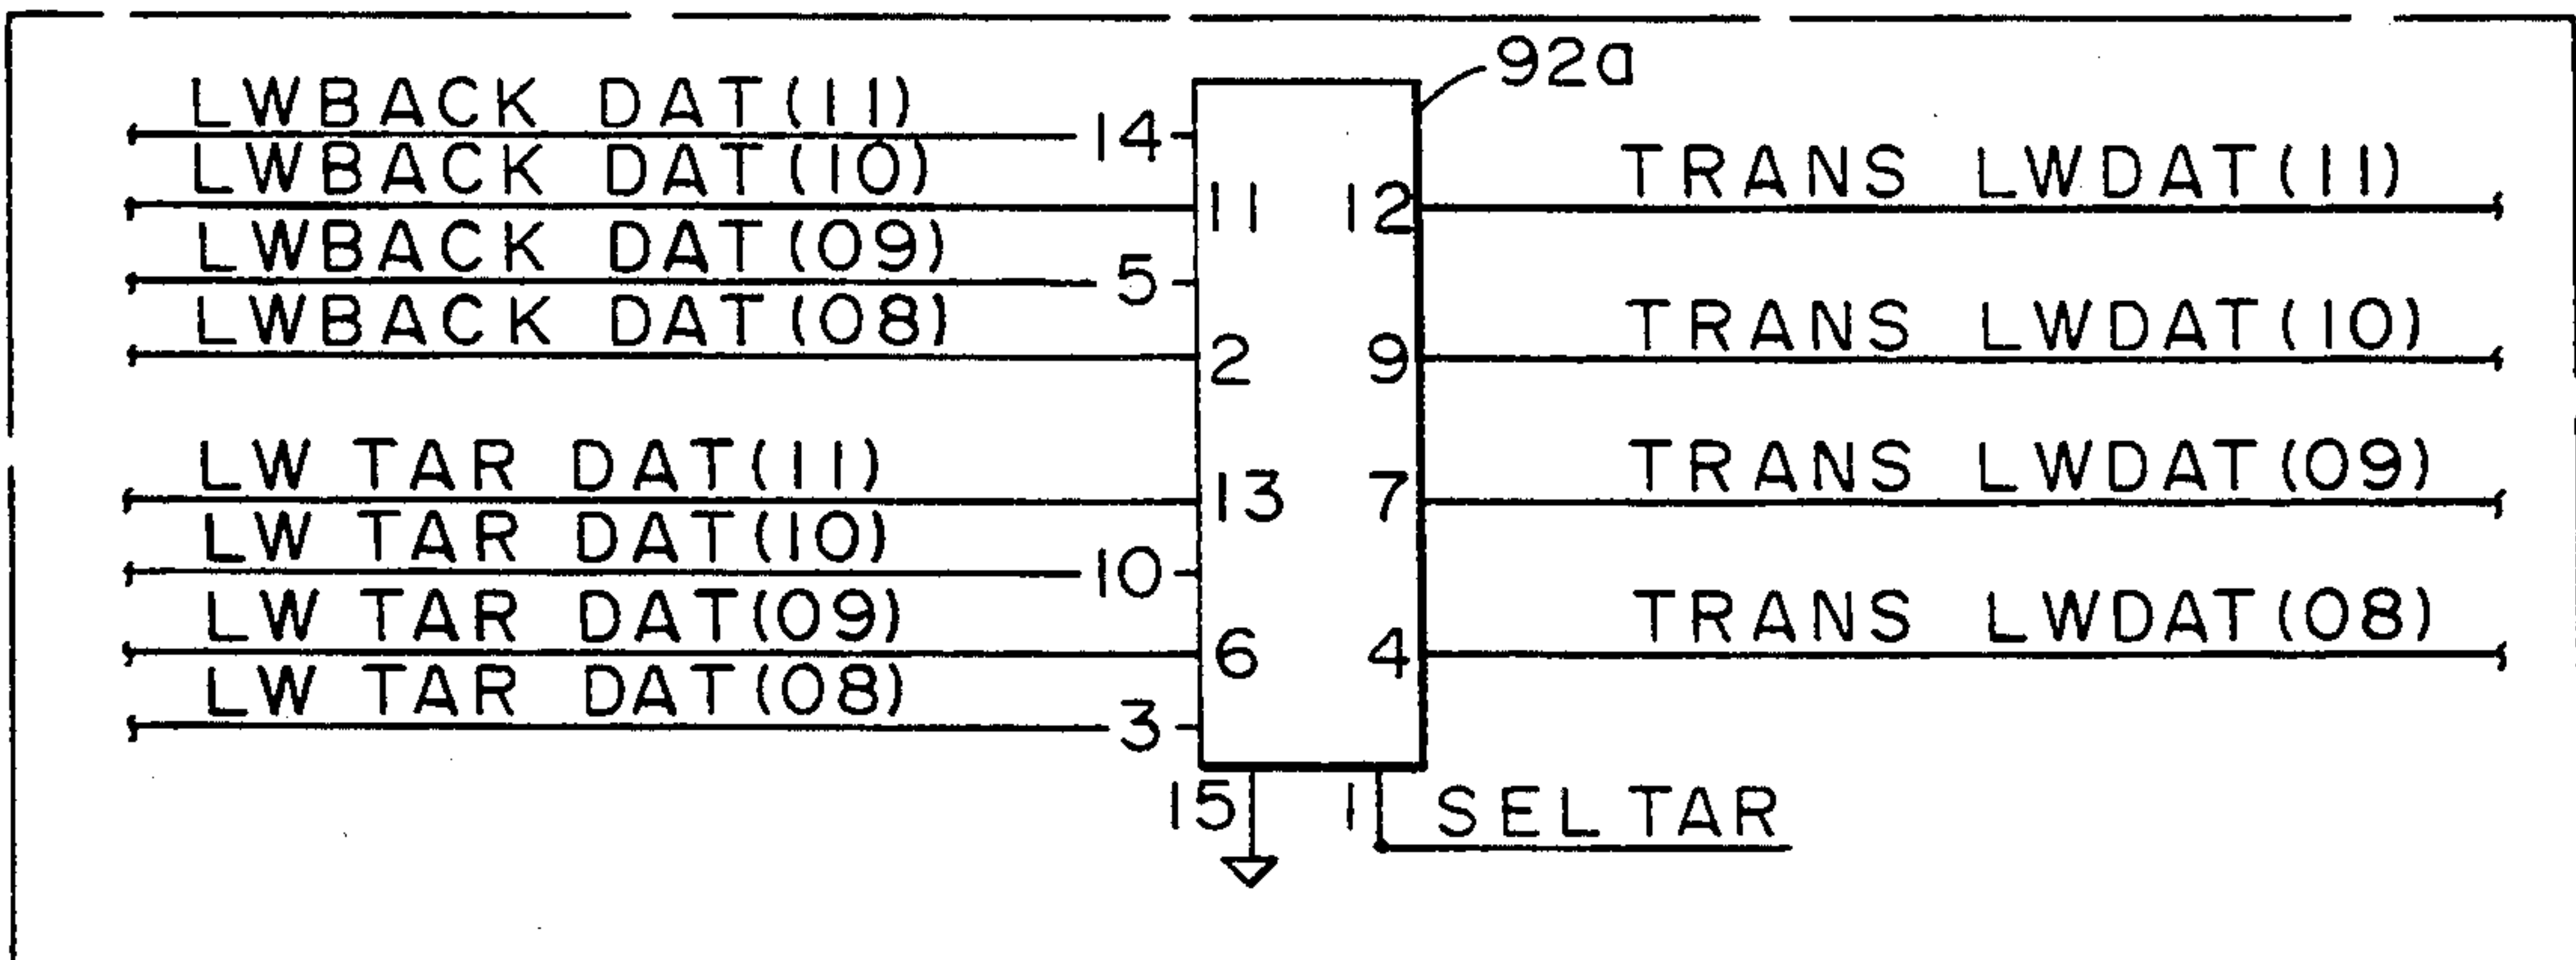 92a
LWBACK DAT(11) 14
LWBACK DAT(10) 11 12 TRANS LWDAT(11)
LWBACK DAT(09) 5
LWBACK DAT(08) 2 9 TRANS LWDAT(10)
LW TAR DAT(11) 13 7 TRANS LWDAT(09)
LW TAR DAT(10) 10
LW TAR DAT(09) 6 4 TRANS LWDAT(08)
LW TAR DAT(08) 3
15 1 SEL TAR